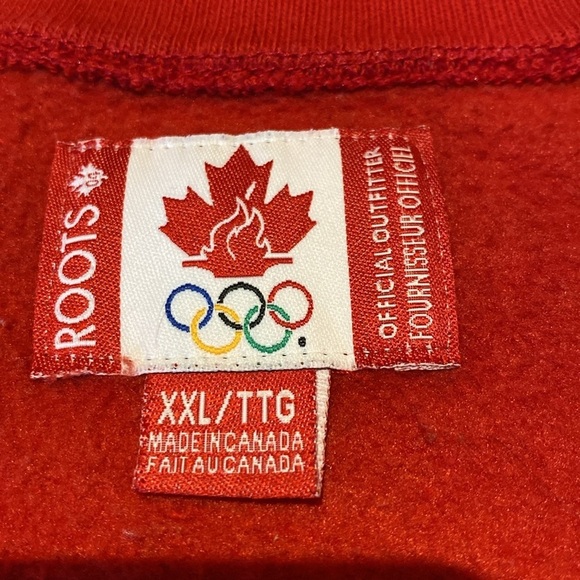 ROOTS
OFFICIAL OUTFITTER
FOURNISSEUR OFFICIEL
XXL/TTG
MADE IN CANADA
FAIT AU CANADA